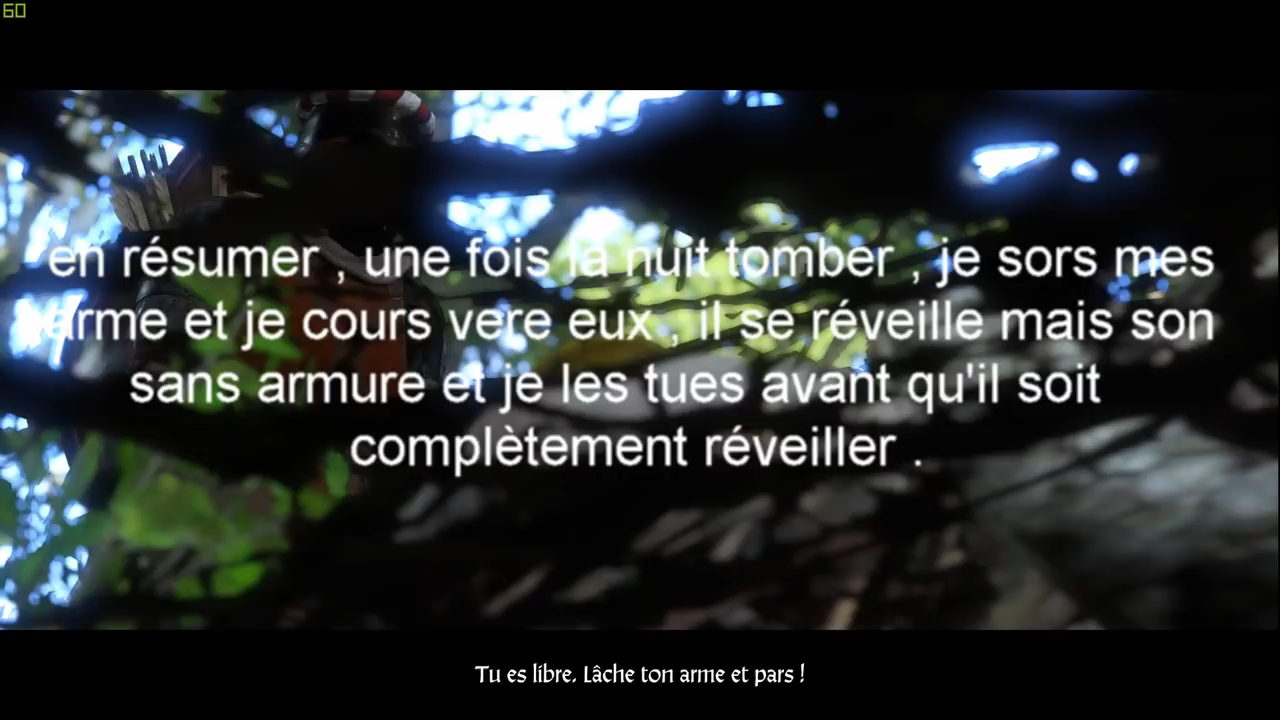 60
en résumer , une fois la nuit tomber , je sors mes
arme et je cours vere eux , il se réveille mais son
sans armure et je les tues avant qu'il soit
complètement réveiller .
Tu es libre. Lâche ton arme et pars !